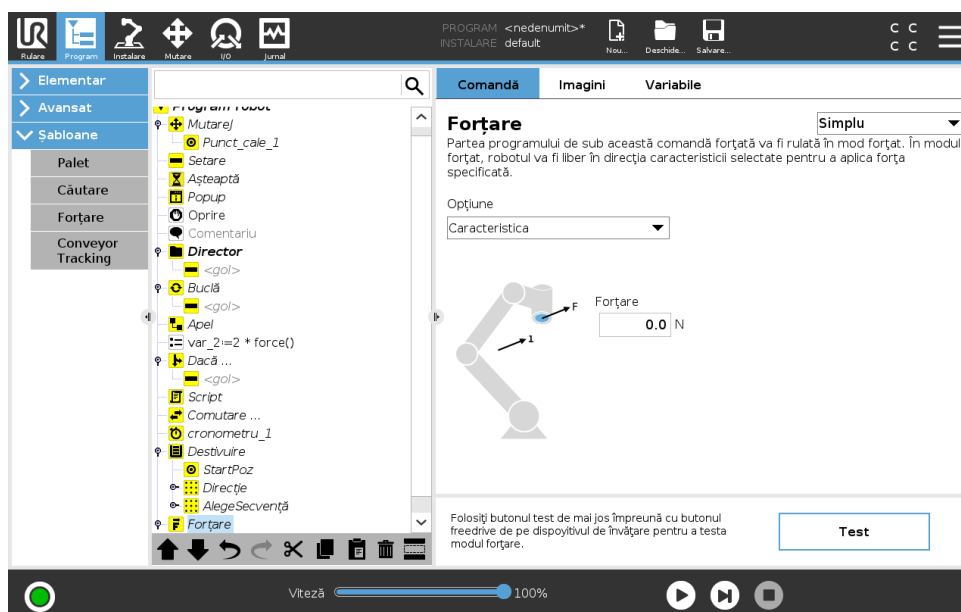 PROGRAM <nedenumit>*
INSTALARE default
Rulare
Program
Instalare
Mutare
I/O
Jurnal
Nou...
Deschide...
Salvare...
C C
C C
Elementar
Avansat
Șabloane
Palet
Căutare
Forțare
Conveyor
Tracking
Program robot
MutareJ
Punct_cale_1
Setare
Așteaptă
Popup
Oprire
Comentariu
Director
<gol>
Buclă
<gol>
Apel
var_2:=2 * force()
Dacă ...
<gol>
Script
Comutare ...
cronometru_1
Destivuire
StartPoz
Direcție
AlegeSecvență
Forțare
Comandă
Imagini
Variabile
Forțare
Simplu
Partea programului de sub această comandă forțată va fi rulată în mod forțat. În modul
forțat, robotul va fi liber în direcția caracteristicii selectate pentru a aplica forța
specificată.
Opțiune
Caracteristica
F
1
Forțare
0.0 N
Folosiți butonul test de mai jos împreună cu butonul
freedrive de pe dispoyitivul de învățare pentru a testa
modul forțare.
Test
Viteză
100%